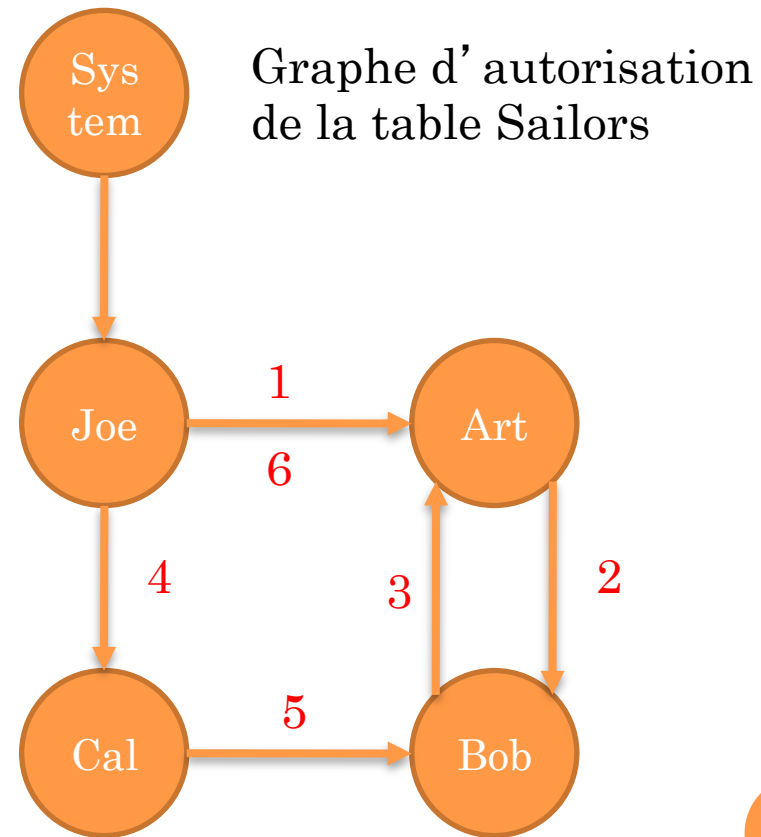 Sys
tem
Graphe d’autorisation
de la table Sailors
Joe
1
6
Art
4
3
2
Cal
5
Bob